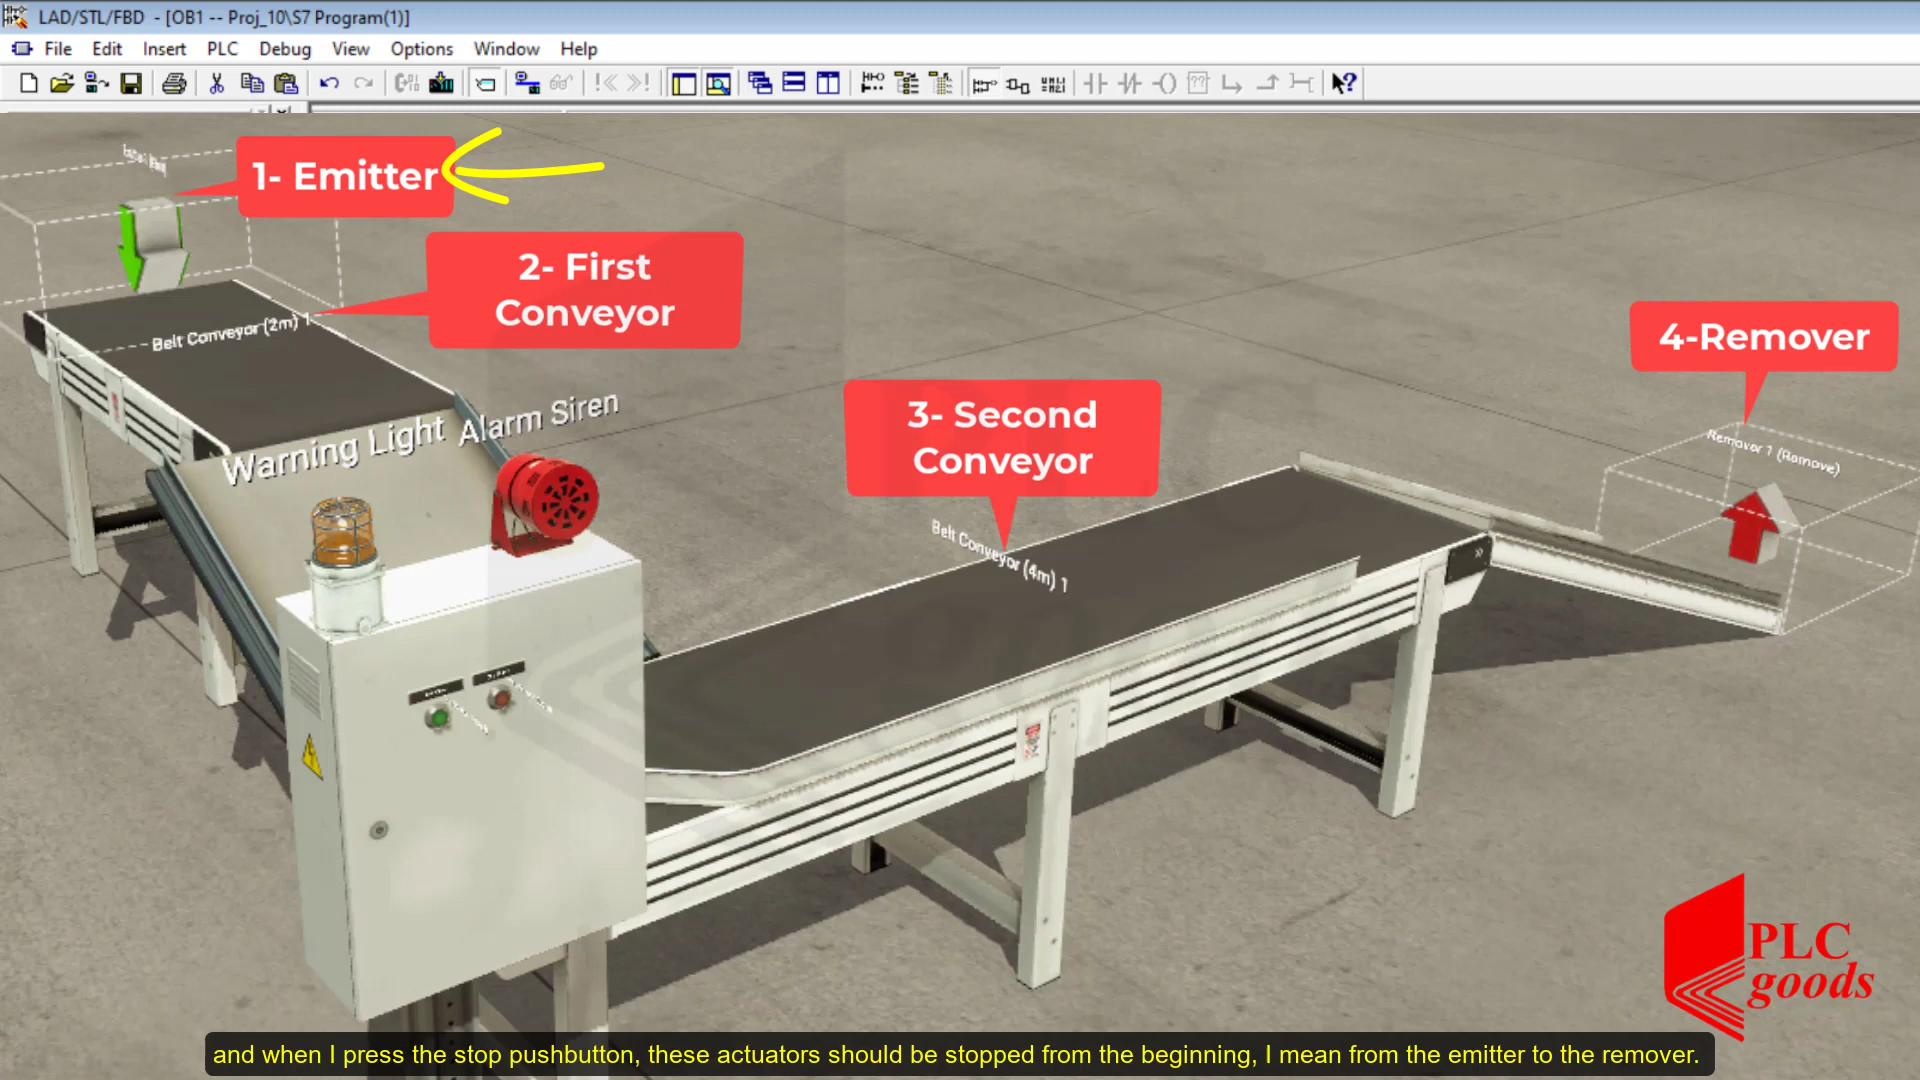 LAD/STL/FBD - [OB1 -- Proj_10\S7 Program(1)]
File Edit Insert PLC Debug View Options Window Help
1- Emitter
2- First
Conveyor
Belt Conveyor (2m) 1
4-Remover
3- Second
Conveyor
Warning Light
Alarm Siren
Remover 1 (Remove)
Belt Conveyor (4m) 1
PLC
goods
and when I press the stop pushbutton, these actuators should be stopped from the beginning, I mean from the emitter to the remover.